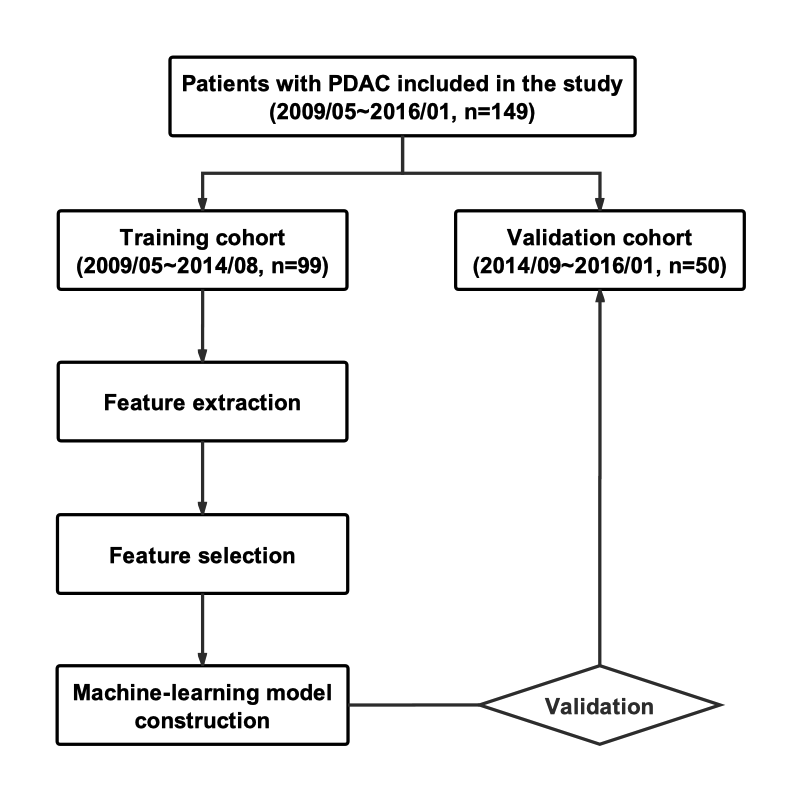 Patients with PDAC included in the study
(2009/05~2016/01, n=149)
Training cohort
(2009/05~2014/08, n=99)
Validation cohort
(2014/09~2016/01, n=50)
Feature extraction
Feature selection
Machine-learning model
construction
Validation